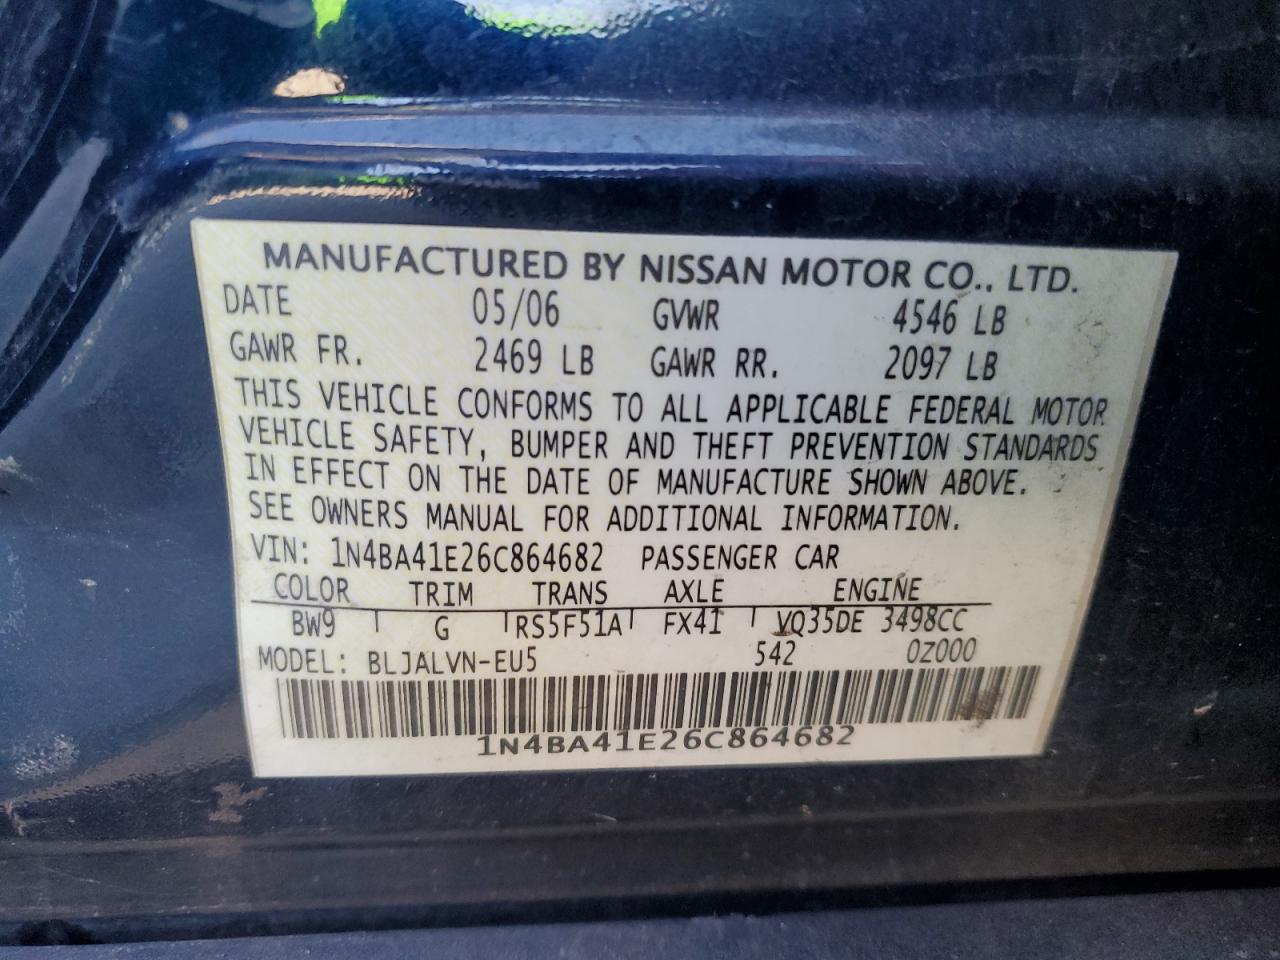 MANUFACTURED BY NISSAN MOTOR CO., LTD.
DATE 05/06 GVWR 4546 LB
GAWR FR. 2469 LB GAWR RR. 2097 LB
THIS VEHICLE CONFORMS TO ALL APPLICABLE FEDERAL MOTOR
VEHICLE SAFETY, BUMPER AND THEFT PREVENTION STANDARDS
IN EFFECT ON THE DATE OF MANUFACTURE SHOWN ABOVE.
SEE OWNERS MANUAL FOR ADDITIONAL INFORMATION.
VIN: 1N4BA41E26C864682 PASSENGER CAR
COLOR TRIM TRANS AXLE ENGINE
BW9 G RS5F51A FX41 VQ35DE 3498CC
MODEL: BLJALVN-EU5 542 0Z000
1N4BA41E26C864682